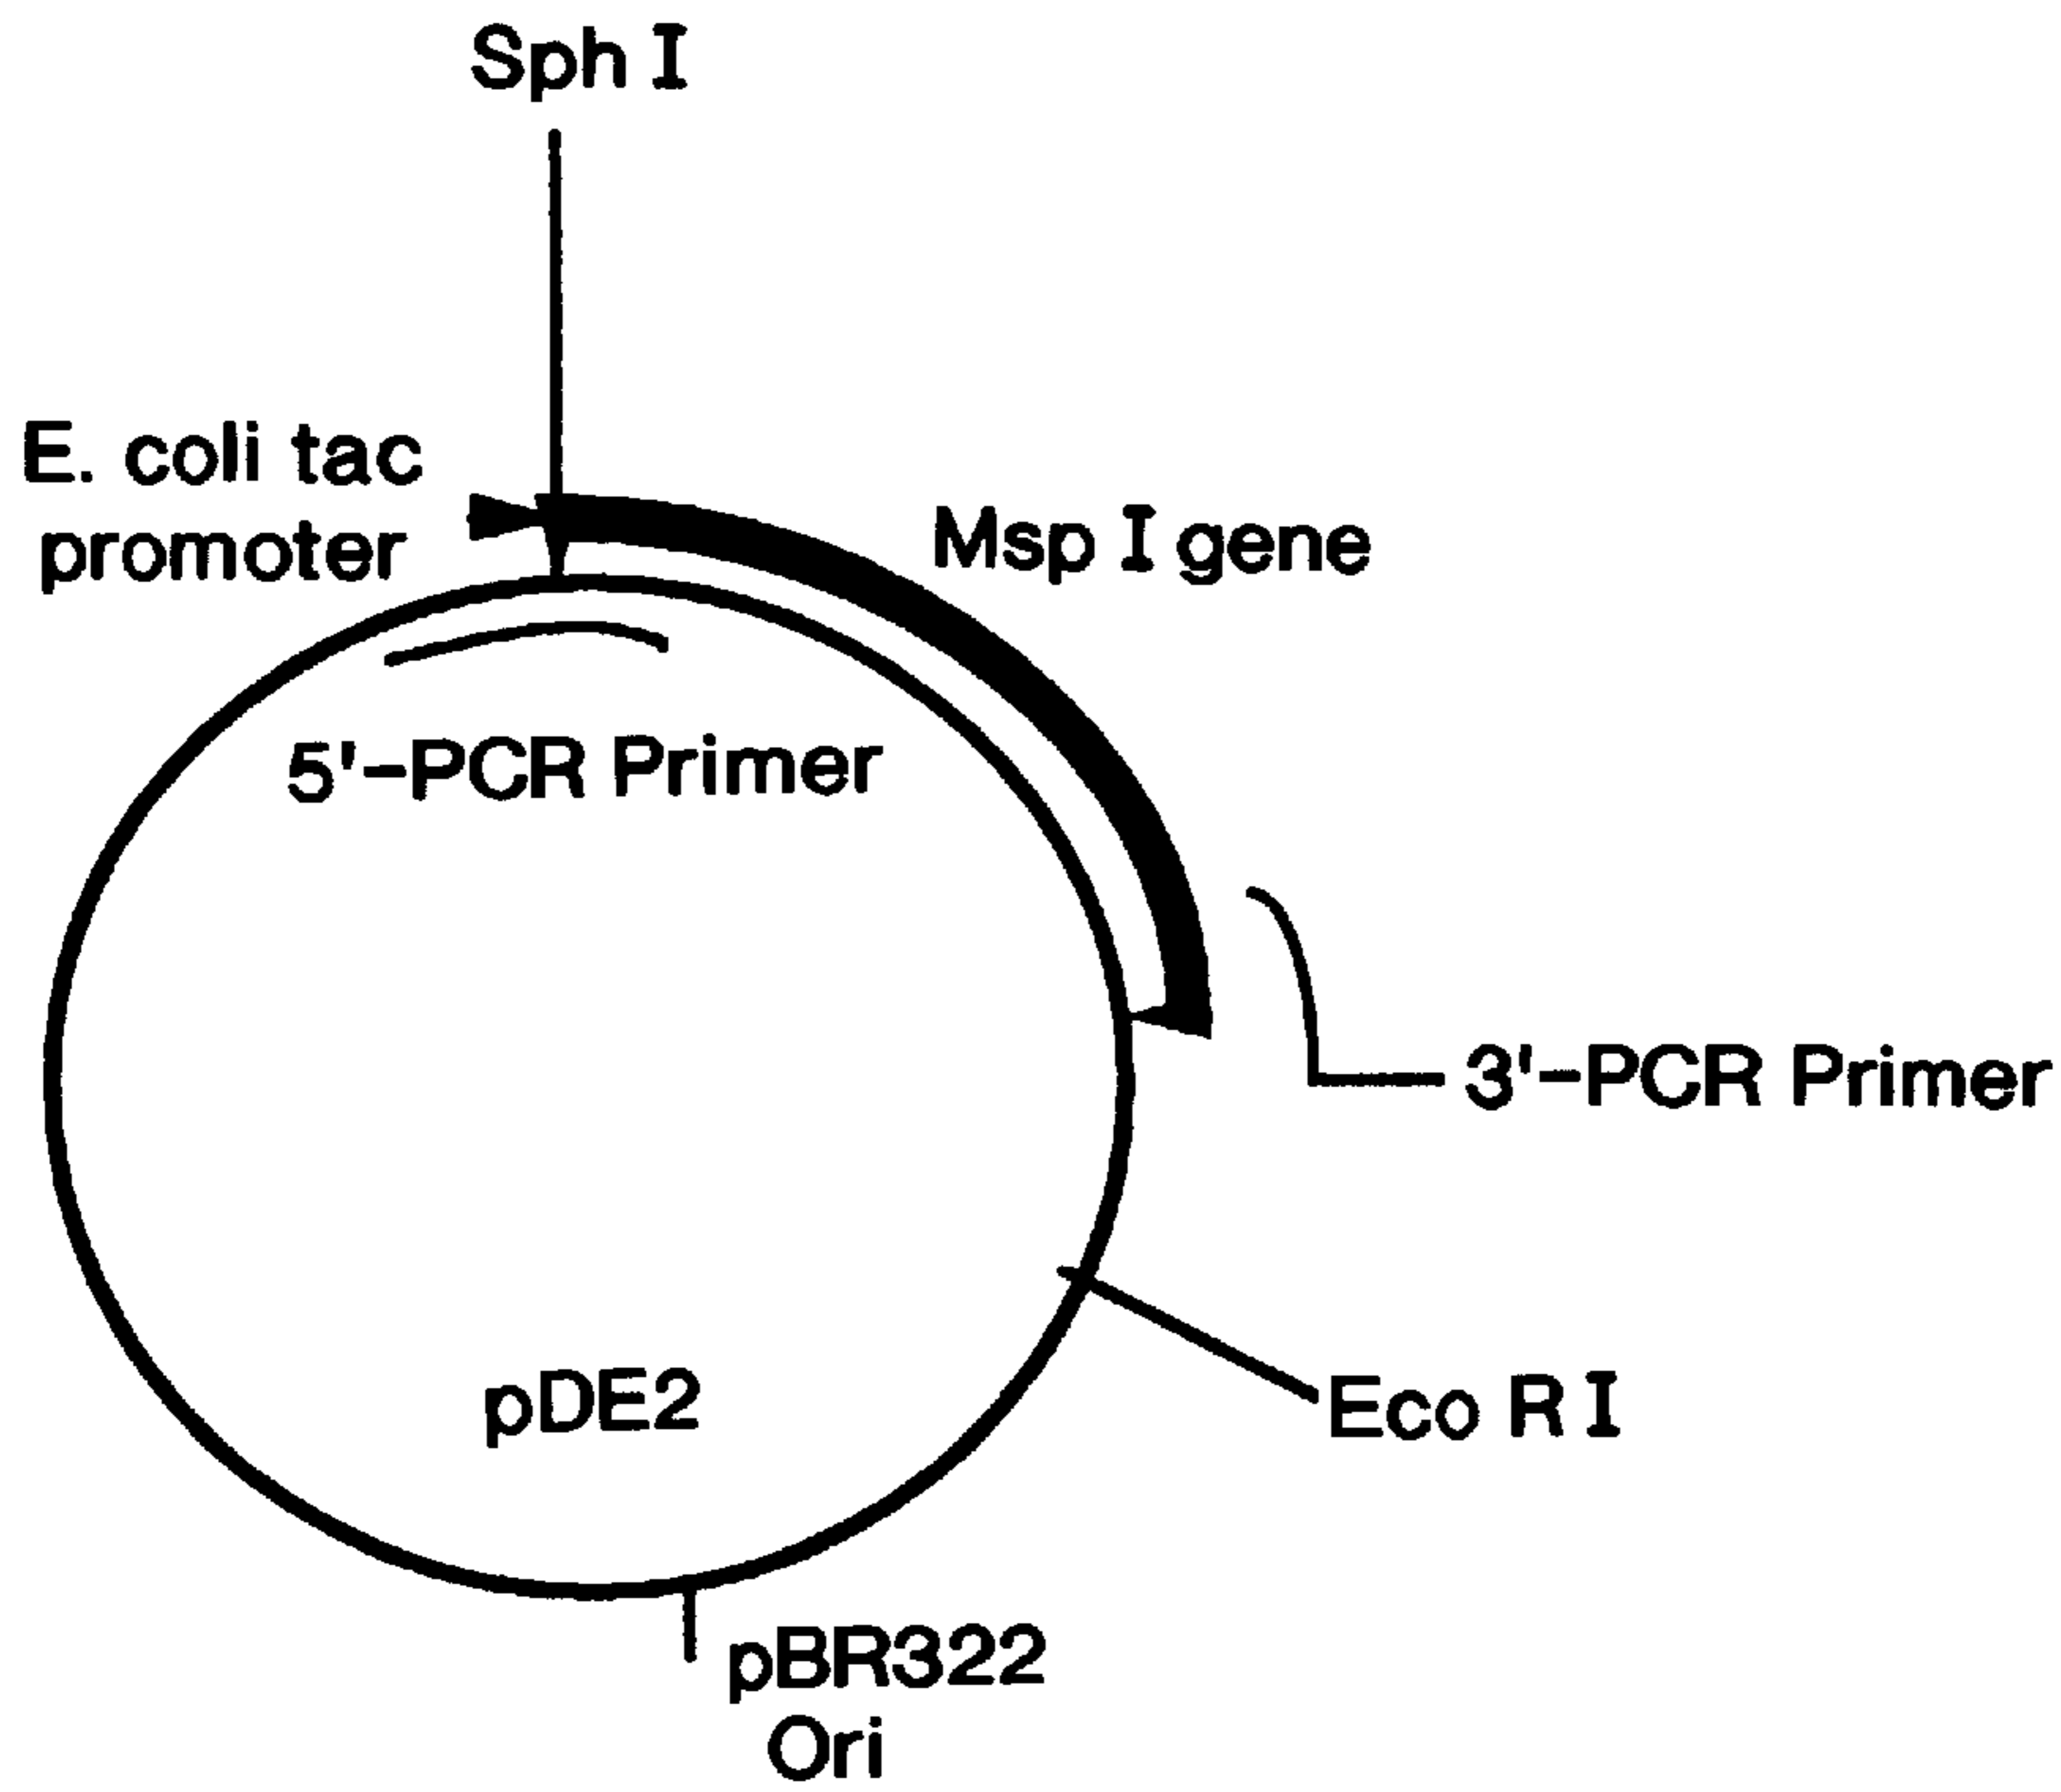 Sph I
E. coli tac
promoter
Msp I gene
5'-PCR Primer
3'-PCR Primer
pDE2
Eco R I
pBR322
Ori